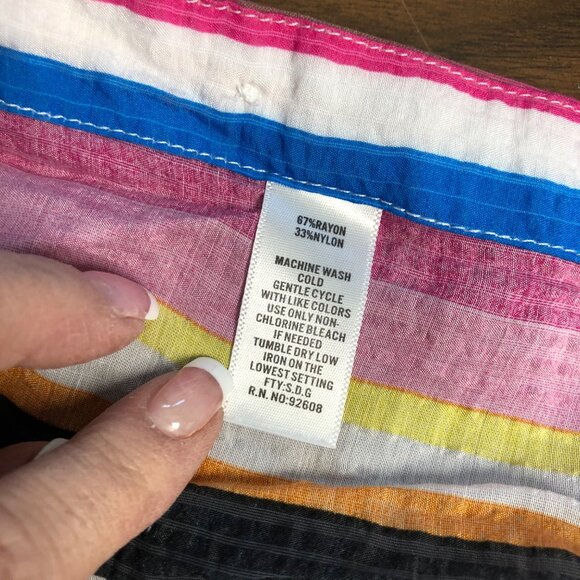 67%RAYON
33%NYLON
MACHINE WASH
COLD
GENTLE CYCLE
WITH LIKE COLORS
USE ONLY NON-
CHLORINE BLEACH
IF NEEDED
TUMBLE DRY LOW
IRON ON THE
LOWEST SETTING
FTY:S.D.G
R.N. NO:92608